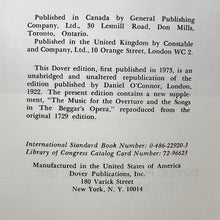 Published in Canada by General Publishing
Company, Ltd., 30 Lesmill Road, Don Mills,
Toronto, Ontario.
Published in the United Kingdom by Constable
and Company, Ltd., 10 Orange Street, London WC 2.
This Dover edition, first published in 1973, is an
unabridged and unaltered republication of the
edition published by Daniel O'Connor, London,
1922. The present edition contains a new supple-
ment, "The Music for the Overture and the Songs
in The Beggar's Opera," reproduced from the
original 1729 edition.
International Standard Book Number: 0-486-22920-3
Library of Congress Catalog Card Number: 72-96623
Manufactured in the United States of America
Dover Publications, Inc.
180 Varick Street
New York, N. Y. 10014